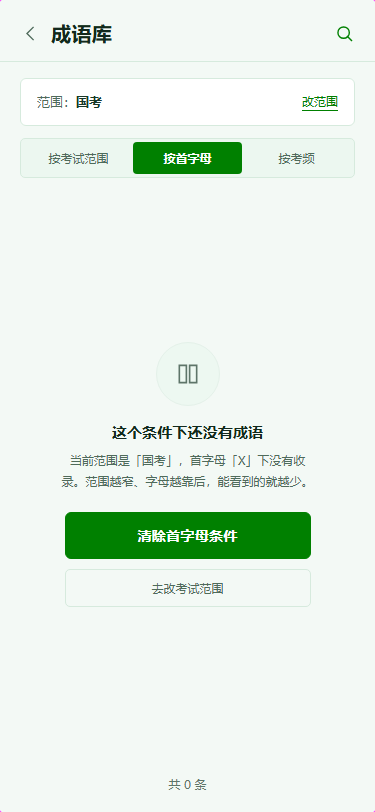 成语库
范围：国考
改范围
按考试范围
按首字母
按考频
这个条件下还没有成语
当前范围是「国考」，首字母「X」下没有收
录。范围越窄、字母越靠后，能看到的就越少。
清除首字母条件
去改考试范围
共 0 条